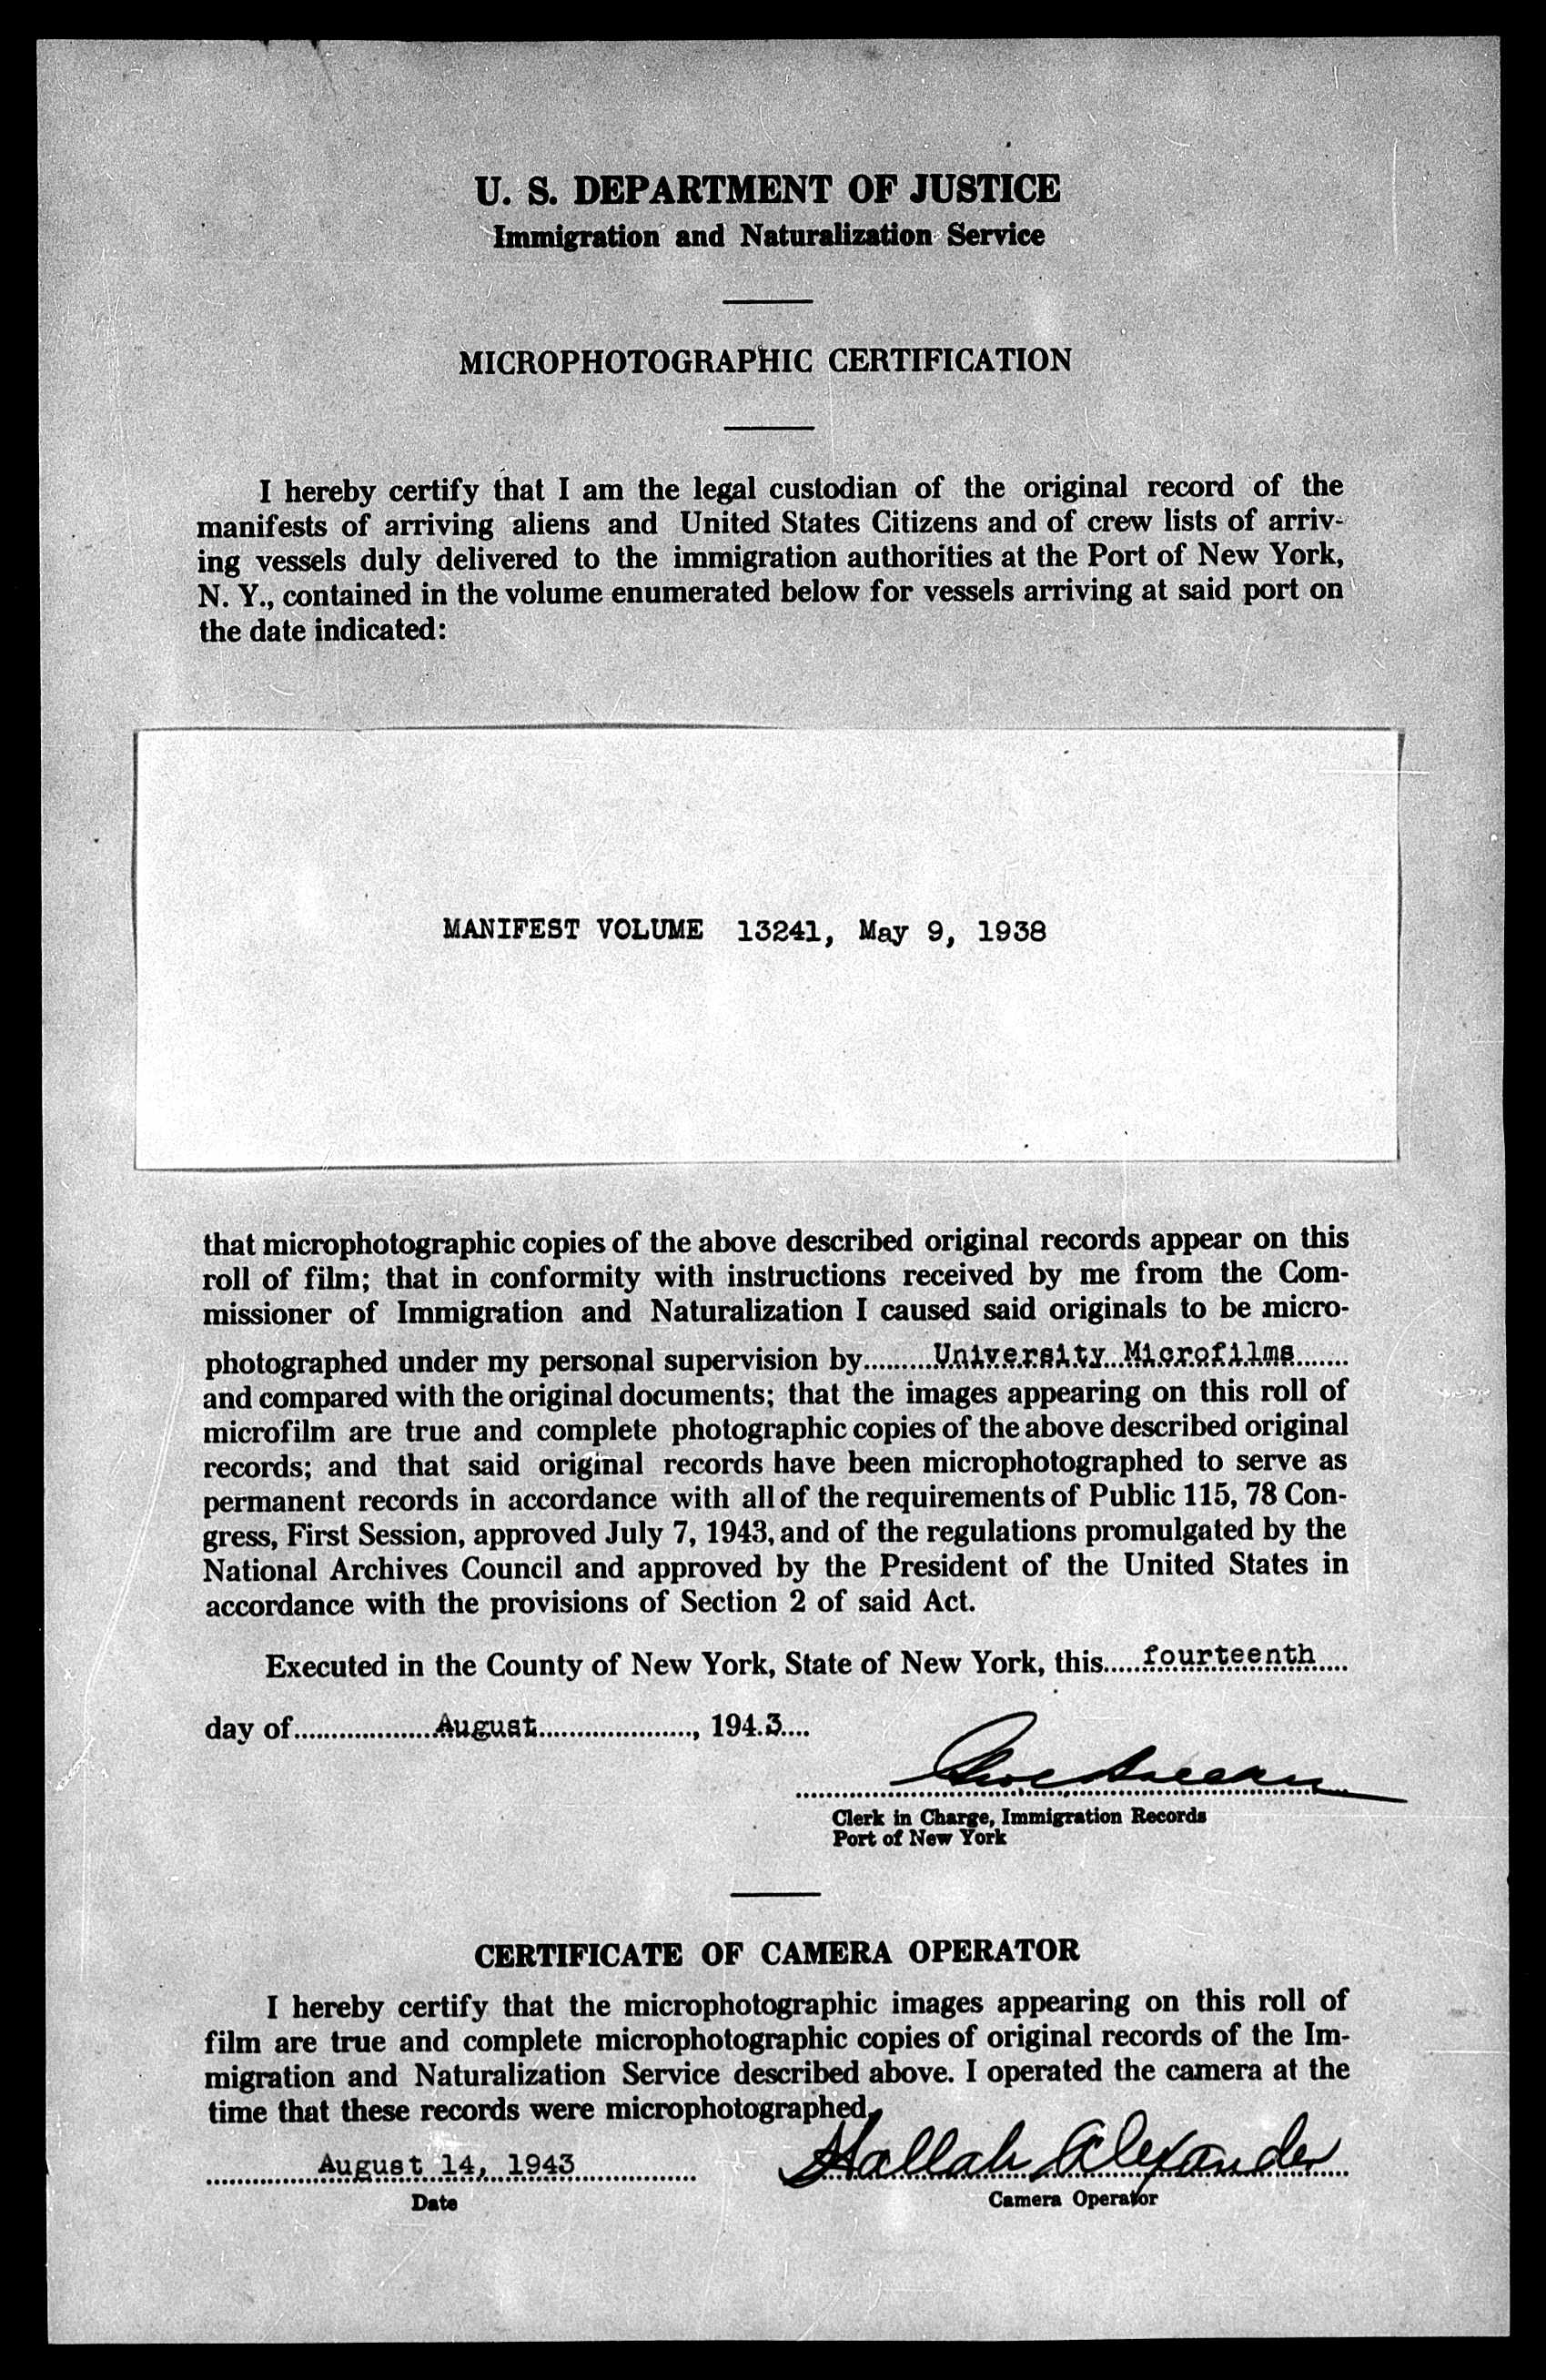 U. S. DEPARTMENT OF JUSTICE
Immigration and Naturalization Service
MICROPHOTOGRAPHIC CERTIFICATION
I hereby certify that I am the legal custodian of the original record of the
manifests of arriving aliens and United States Citizens and of crew lists of arriv-
ing vessels duly delivered to the immigration authorities at the Port of New York,
N. Y., contained in the volume enumerated below for vessels arriving at said port on
the date indicated:
MANIFEST VOLUME 13241, May 9, 1938
that microphotographic copies of the above described original records appear on this
roll of film; that in conformity with instructions received by me from the Com-
missioner of Immigration and Naturalization I caused said originals to be micro-
photographed under my personal supervision by.........University Microfilms.......
and compared with the original documents; that the images appearing on this roll of
microfilm are true and complete photographic copies of the above described original
records; and that said original records have been microphotographed to serve as
permanent records in accordance with all of the requirements of Public 115, 78 Con-
gress, First Session, approved July 7, 1943, and of the regulations promulgated by the
National Archives Council and approved by the President of the United States in
accordance with the provisions of Section 2 of said Act.
Executed in the County of New York, State of New York, this.....fourteenth....
day of...................August....................., 194.3....
Clerk in Charge, Immigration Records
Port of New York
CERTIFICATE OF CAMERA OPERATOR
I hereby certify that the microphotographic images appearing on this roll of
film are true and complete microphotographic copies of original records of the Im-
migration and Naturalization Service described above. I operated the camera at the
time that these records were microphotographed.
August 14, 1943 Hallah Alexander
Date Camera Operator